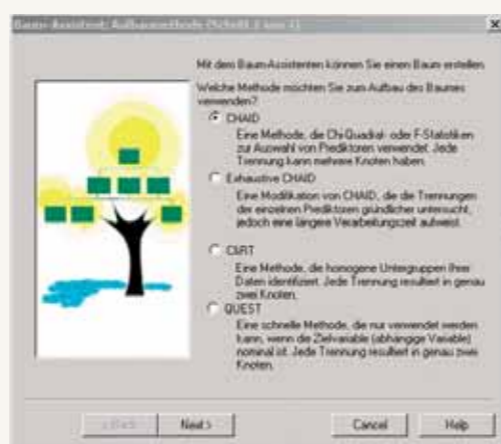 Baum-Assistent: Aufbaumethode (Schritt 1 von
Mit dem Baum-Assistenten können Sie einen Baum erstellen.
Welche Methode möchten Sie zum Aufbau des Baumes
verwenden?
CHAID
Eine Methode, die Chi-Quadrat- oder F-Statistiken
zur Auswahl von Prediktoren verwendet. Jede
Trennung kann mehrere Knoten haben.
Exhaustive CHAID
Eine Modifikation von CHAID, die die Trennungen
der einzelnen Prediktoren gründlicher untersucht,
jedoch eine längere Verarbeitungszeit aufweist.
C&RT
Eine Methode, die homogene Untergruppen Ihrer
Daten identifiziert. Jede Trennung resultiert in genau
zwei Knoten.
QUEST
Eine schnelle Methode, die nur verwendet werden
kann, wenn die Zielvariable (abhängige Variable)
nominal ist. Jede Trennung resultiert in genau zwei
Knoten.
< Back
Next >
Cancel
Help